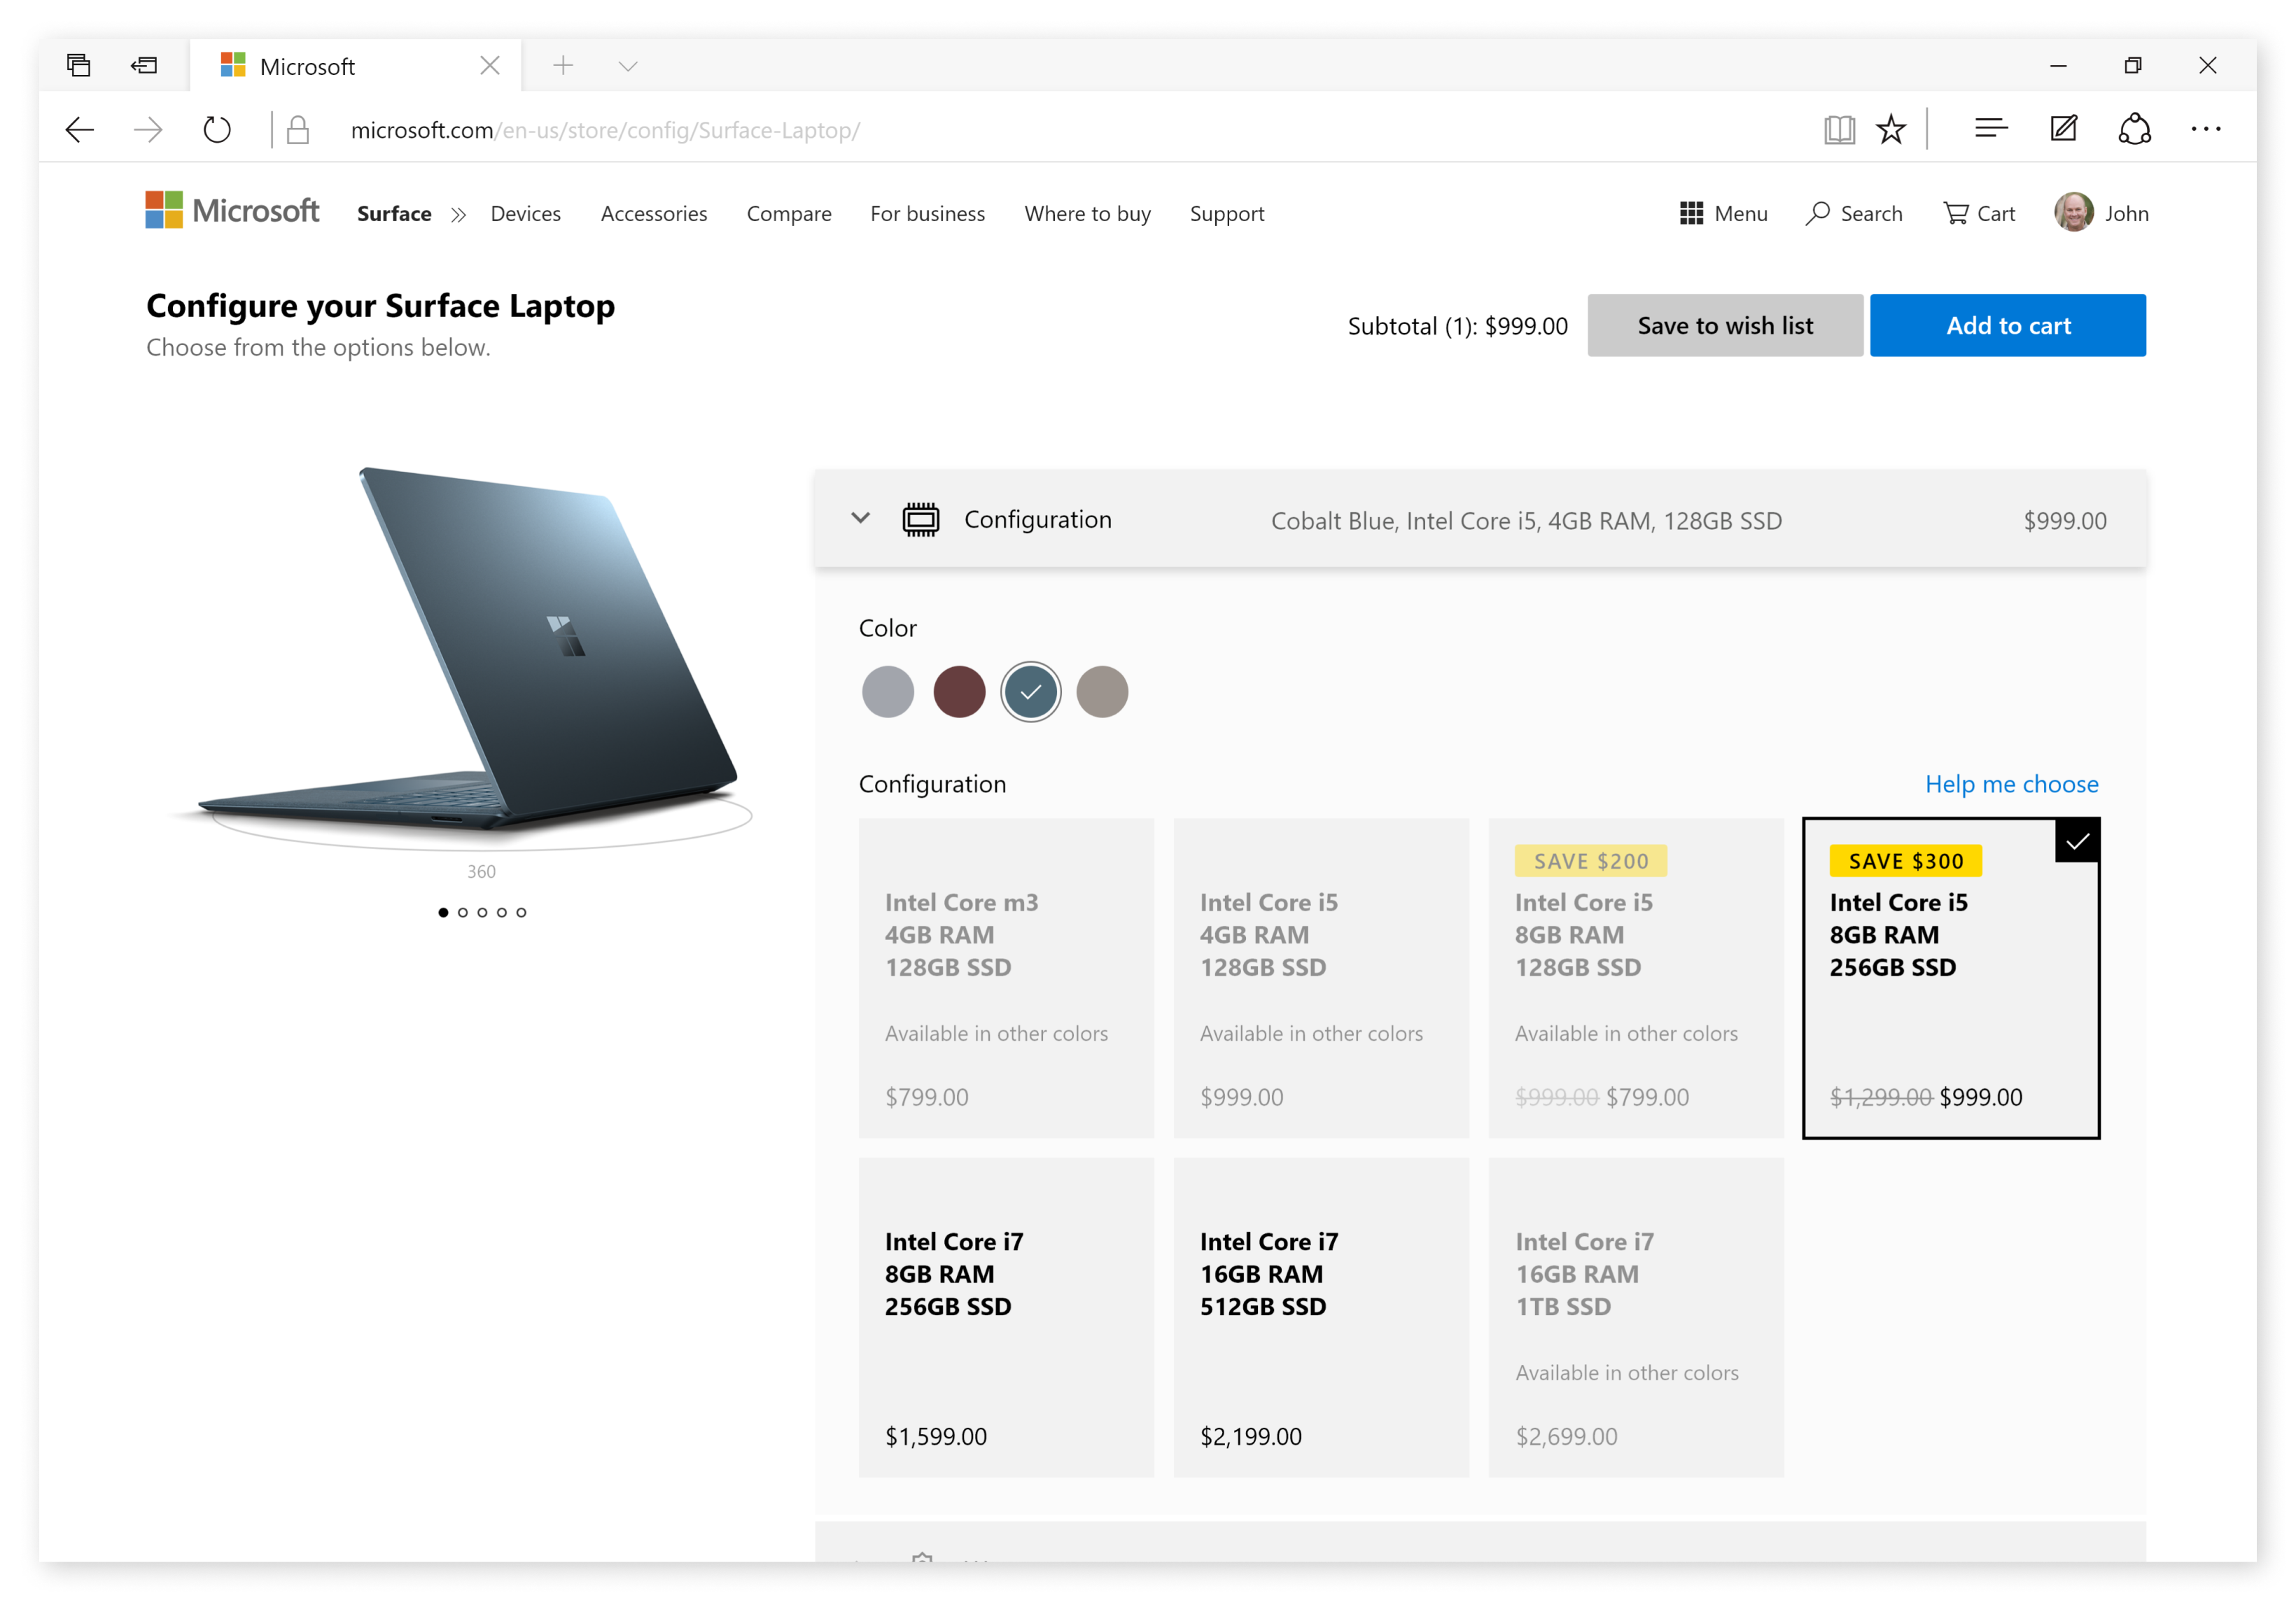 Microsoft
microsoft.com/en-us/store/config/Surface-Laptop/
Microsoft Surface Devices Accessories Compare For business Where to buy Support Menu Search Cart John
Configure your Surface Laptop
Choose from the options below.
Subtotal (1): $999.00 Save to wish list Add to cart
Configuration Cobalt Blue, Intel Core i5, 4GB RAM, 128GB SSD $999.00
360
Color
Configuration Help me choose
Intel Core m3
4GB RAM
128GB SSD
Available in other colors
$799.00
Intel Core i5
4GB RAM
128GB SSD
Available in other colors
$999.00
SAVE $200
Intel Core i5
8GB RAM
128GB SSD
Available in other colors
$999.00 $799.00
SAVE $300
Intel Core i5
8GB RAM
256GB SSD
$1,299.00 $999.00
Intel Core i7
8GB RAM
256GB SSD
$1,599.00
Intel Core i7
16GB RAM
512GB SSD
$2,199.00
Intel Core i7
16GB RAM
1TB SSD
Available in other colors
$2,699.00